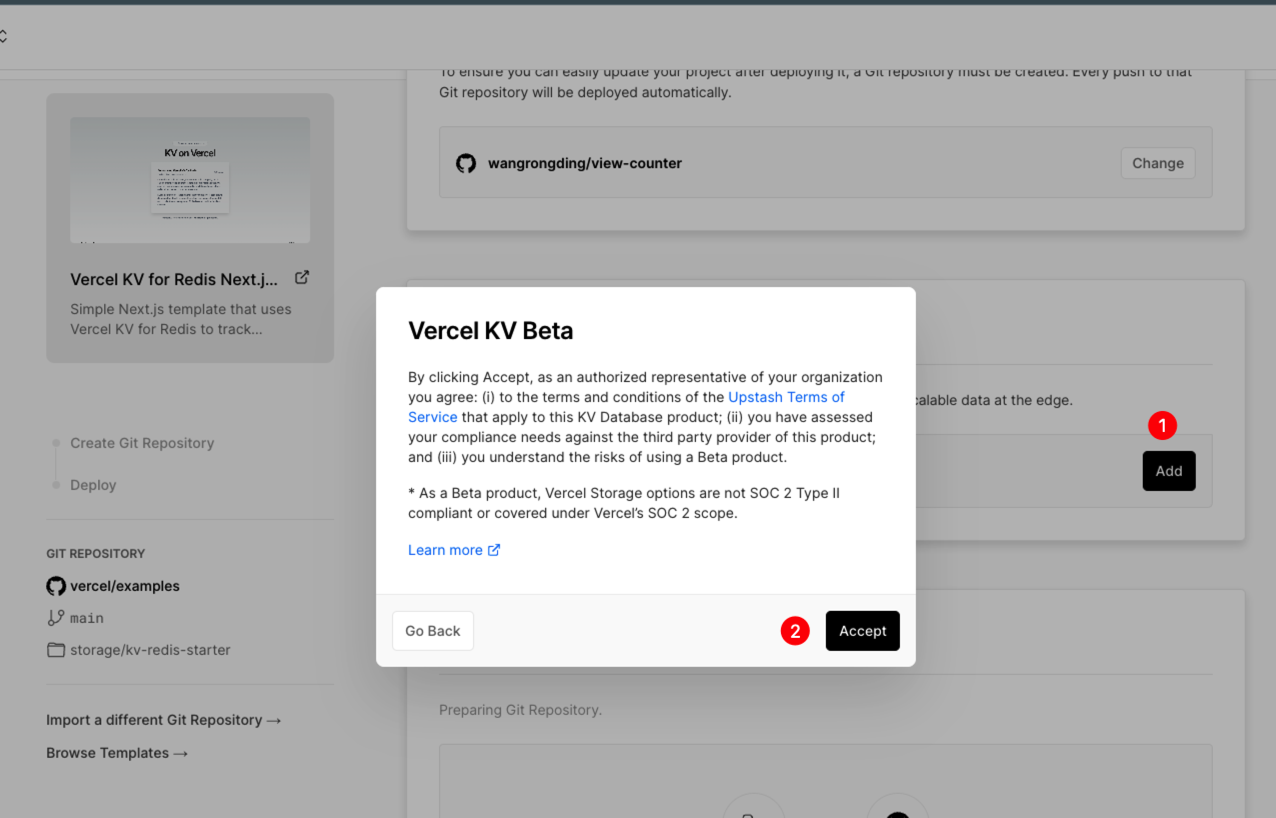 To ensure you can easily update your project after deploying it, a Git repository must be created. Every push to that
Git repository will be deployed automatically.
wangrongding/view-counter
Change
KV on Vercel
Vercel KV for Redis Next.j...
Simple Next.js template that uses
Vercel KV for Redis to track...
Create Git Repository
Deploy
GIT REPOSITORY
vercel/examples
main
storage/kv-redis-starter
Import a different Git Repository →
Browse Templates →
Vercel KV Beta
By clicking Accept, as an authorized representative of your organization
you agree: (i) to the terms and conditions of the Upstash Terms of
Service that apply to this KV Database product; (ii) you have assessed
your compliance needs against the third party provider of this product;
and (iii) you understand the risks of using a Beta product.
* As a Beta product, Vercel Storage options are not SOC 2 Type II
compliant or covered under Vercel's SOC 2 scope.
Learn more
Go Back
2
Accept
data at the edge.
1
Add
Preparing Git Repository.